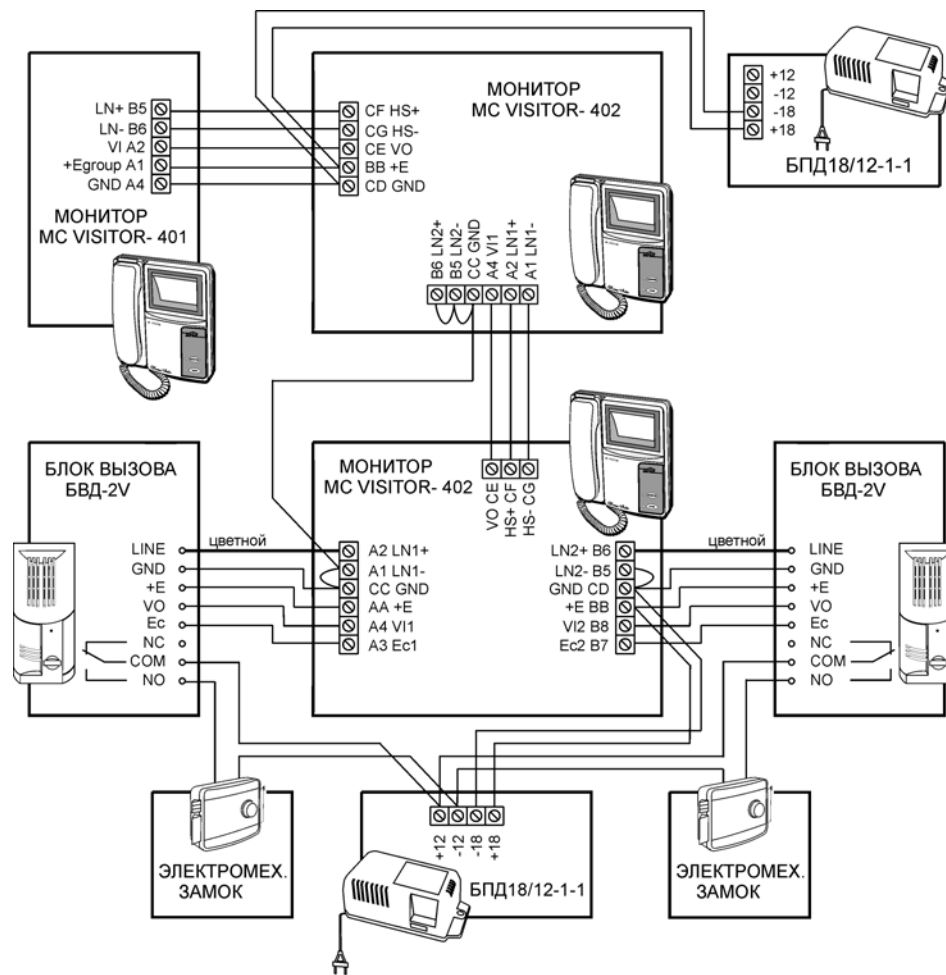 МОНИТОР
MC VISITOR- 402
+12
-12
-18
+18
БПД18/12-1-1
LN+ B5
LN- B6
VI A2
+Egroup A1
GND A4
CF HS+
CG HS-
CE VO
BB +E
CD GND
МОНИТОР
MC VISITOR- 401
B6 LN2+
B5 LN2-
CC GND
A4 VI1
A2 LN1+
A1 LN1-
БЛОК ВЫЗОВА
БВД-2V
МОНИТОР
MC VISITOR- 402
VO CE
HS+ CF
HS- CG
БЛОК ВЫЗОВА
БВД-2V
LINE
GND
+E
VO
Ec
NC
COM
NO
цветной
A2 LN1+
A1 LN1-
CC GND
AA +E
A4 VI1
A3 Ec1
LN2+ B6
LN2- B5
GND CD
+E BB
VI2 B8
Ec2 B7
цветной
LINE
GND
+E
VO
Ec
NC
COM
NO
ЭЛЕКТРОМЕХ.
ЗАМОК
+12
-12
-18
+18
БПД18/12-1-1
ЭЛЕКТРОМЕХ.
ЗАМОК